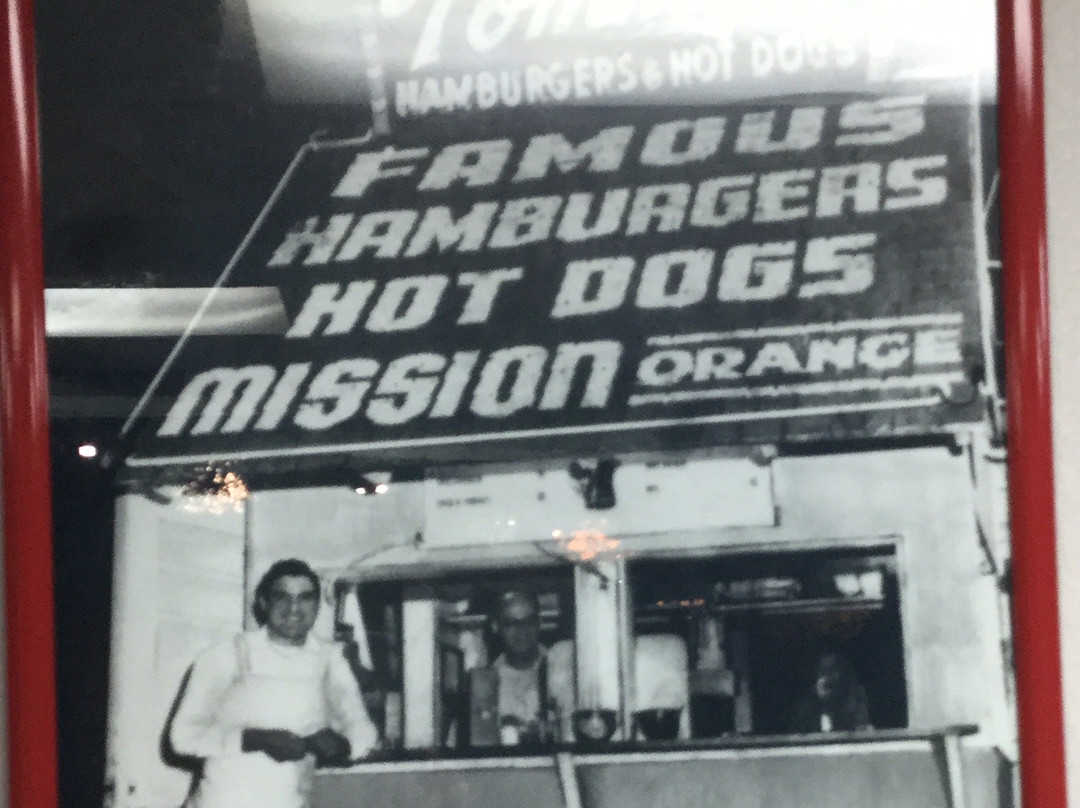 HAMBURGERS & HOT DOGS
FAMOUS
HAMBURGERS
HOT DOGS
MISSION ORANGE